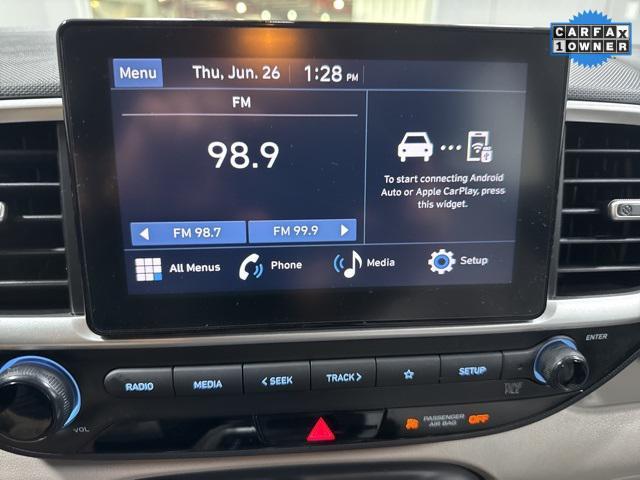 CARFAX
1 OWNER
Menu Thu, Jun. 26 1:28 PM
FM
98.9
To start connecting Android
Auto or Apple CarPlay, press
this widget.
FM 98.7 FM 99.9
All Menus Phone Media Setup
ENTER
RADIO MEDIA < SEEK TRACK > SETUP
VOL
PASSENGER
AIR BAG OFF